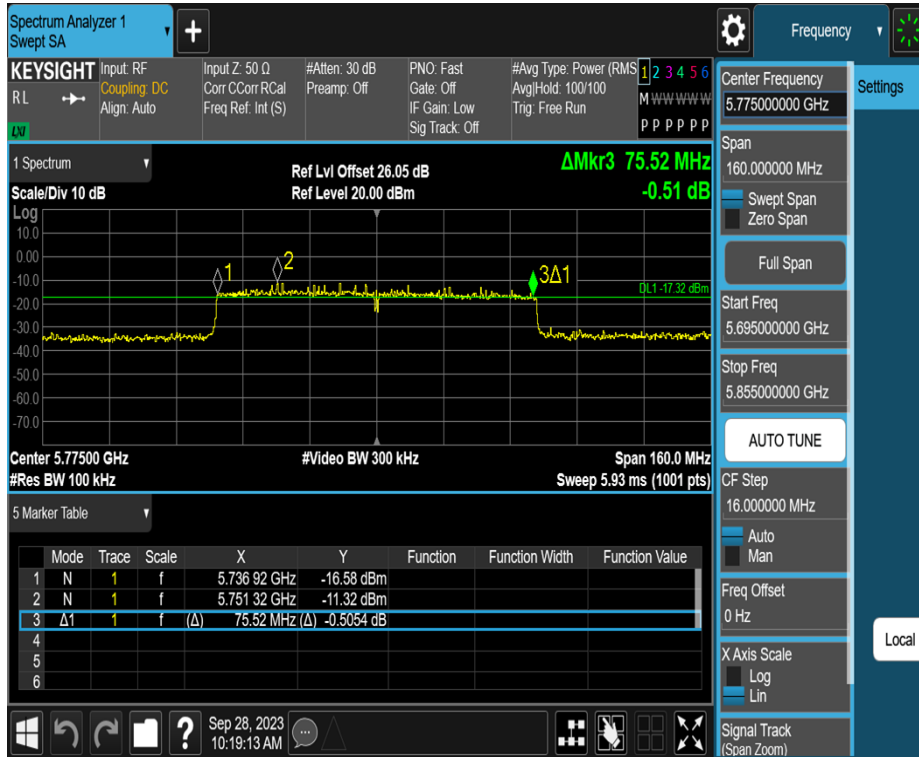 Spectrum Analyzer 1
Swept SA
Frequency
KEYSIGHT
R L
LXI
Input: RF
Coupling: DC
Align: Auto
Input Z: 50 Ω
Corr CCorr RCal
Freq Ref: Int (S)
#Atten: 30 dB
Preamp: Off
PNO: Fast
Gate: Off
IF Gain: Low
Sig Track: Off
#Avg Type: Power (RMS
Avg|Hold: 100/100
Trig: Free Run
1 2 3 4 5 6
M W W W W W
P P P P P P
1 Spectrum
Scale/Div 10 dB
Ref Lvl Offset 26.05 dB
Ref Level 20.00 dBm
ΔMkr3 75.52 MHz
-0.51 dB
Log
10.0
0.00
-10.0
-20.0
-30.0
-40.0
-50.0
-60.0
-70.0
1
2
3Δ1
DL1 -17.32 dBm
Center 5.77500 GHz
#Video BW 300 kHz
Span 160.0 MHz
#Res BW 100 kHz
Sweep 5.93 ms (1001 pts)
5 Marker Table
Mode Trace Scale X Y Function Function Width Function Value
1 N 1 f 5.736 92 GHz -16.58 dBm
2 N 1 f 5.751 32 GHz -11.32 dBm
3 Δ1 1 f (Δ) 75.52 MHz (Δ) -0.5054 dB
4
5
6
?
Sep 28, 2023
10:19:13 AM
Center Frequency
5.775000000 GHz
Span
160.000000 MHz
Swept Span
Zero Span
Full Span
Start Freq
5.695000000 GHz
Stop Freq
5.855000000 GHz
AUTO TUNE
CF Step
16.000000 MHz
Auto
Man
Freq Offset
0 Hz
X Axis Scale
Log
Lin
Signal Track
(Span Zoom)
Settings
Local